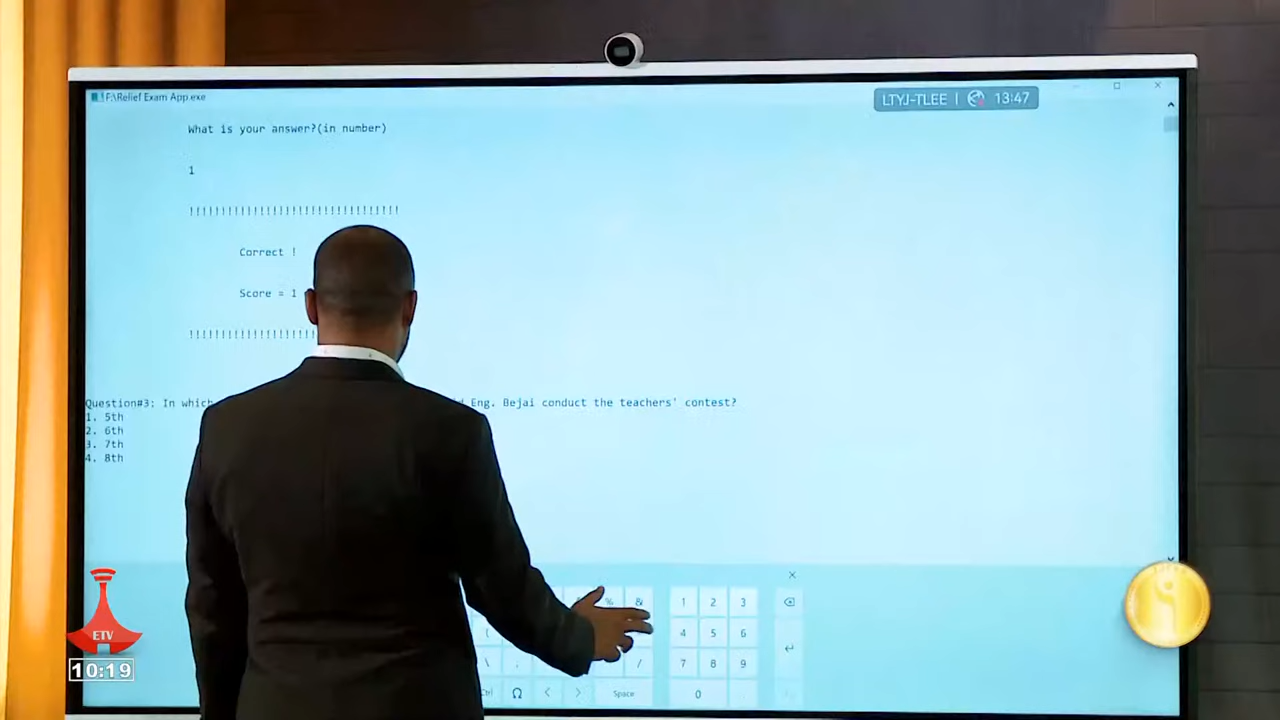 F:\Relief Exam App.exe
LTYJ-TLEE | 13:47
What is your answer?(in number)
1
!!!!!!!!!!!!!!!!!!!!!!!!!!!!!!!!!
Correct !
Score = 1
!!!!!!!!!!!!!!!!!!!!
Question#3: In which Eng. Bejai conduct the teachers' contest?
1. 5th
2. 6th
3. 7th
4. 8th
% & 1 2 3
( 4 5 6
\ / 7 8 9
Ω < > Space 0
ETV
10:19